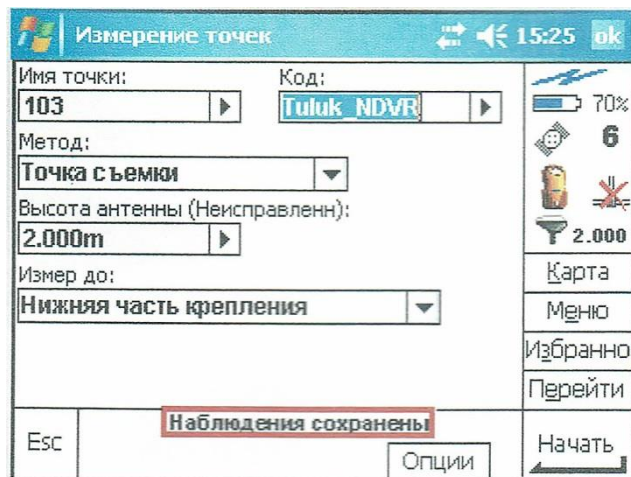 Измерение точек 15:25 ok
Имя точки: Код:
103 Tuluk_NDVR
Метод:
Точка съемки
Высота антенны (Неисправленн):
2.000m
Измер до:
Нижняя часть крепления
70%
6
2.000
Карта
Меню
Избранно
Перейти
Наблюдения сохранены
Esc
Опции
Начать